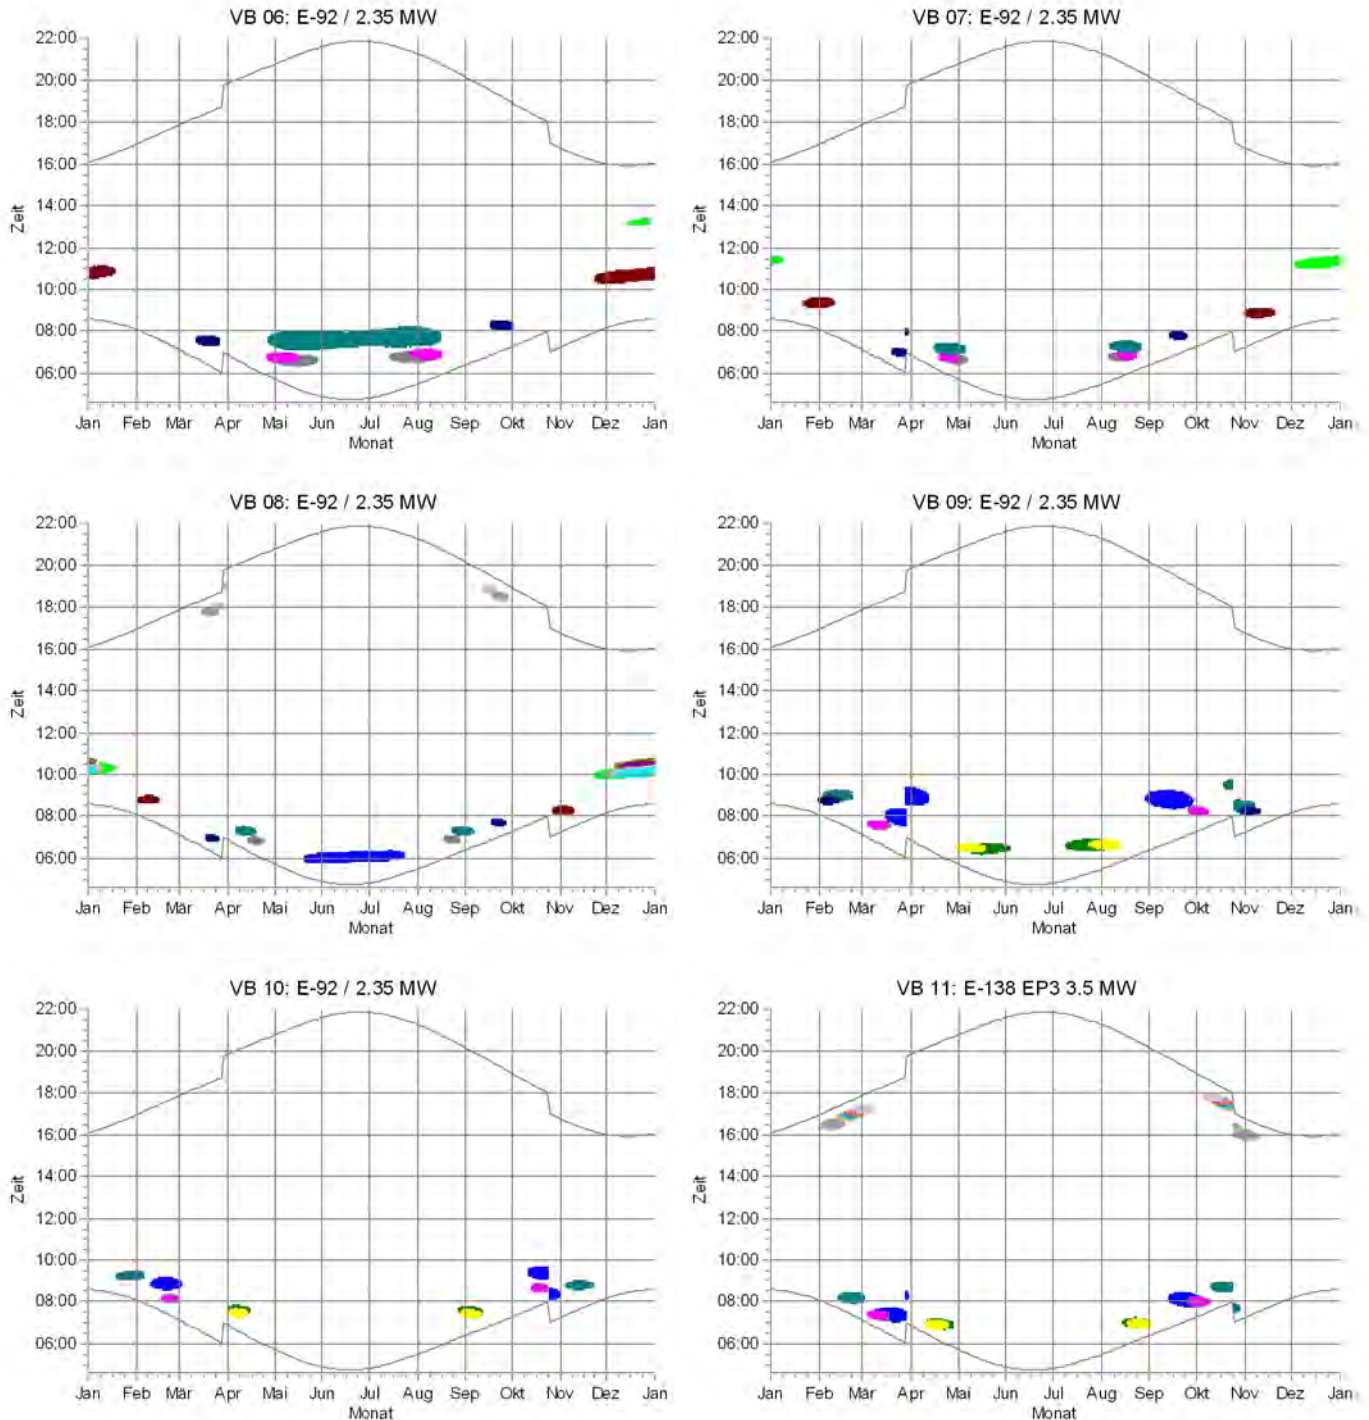 VB 06: E-92 / 2.35 MW
22:00
20:00
18:00
16:00
14:00
12:00
10:00
08:00
06:00
Zeit
Jan Feb Mär Apr Mai Jun Jul Aug Sep Okt Nov Dez Jan
Monat
VB 07: E-92 / 2.35 MW
22:00
20:00
18:00
16:00
14:00
12:00
10:00
08:00
06:00
Zeit
Jan Feb Mär Apr Mai Jun Jul Aug Sep Okt Nov Dez Jan
Monat
VB 08: E-92 / 2.35 MW
22:00
20:00
18:00
16:00
14:00
12:00
10:00
08:00
06:00
Zeit
Jan Feb Mär Apr Mai Jun Jul Aug Sep Okt Nov Dez Jan
Monat
VB 09: E-92 / 2.35 MW
22:00
20:00
18:00
16:00
14:00
12:00
10:00
08:00
06:00
Zeit
Jan Feb Mär Apr Mai Jun Jul Aug Sep Okt Nov Dez Jan
Monat
VB 10: E-92 / 2.35 MW
22:00
20:00
18:00
16:00
14:00
12:00
10:00
08:00
06:00
Zeit
Jan Feb Mär Apr Mai Jun Jul Aug Sep Okt Nov Dez Jan
Monat
VB 11: E-138 EP3 3.5 MW
22:00
20:00
18:00
16:00
14:00
12:00
10:00
08:00
06:00
Zeit
Jan Feb Mär Apr Mai Jun Jul Aug Sep Okt Nov Dez Jan
Monat